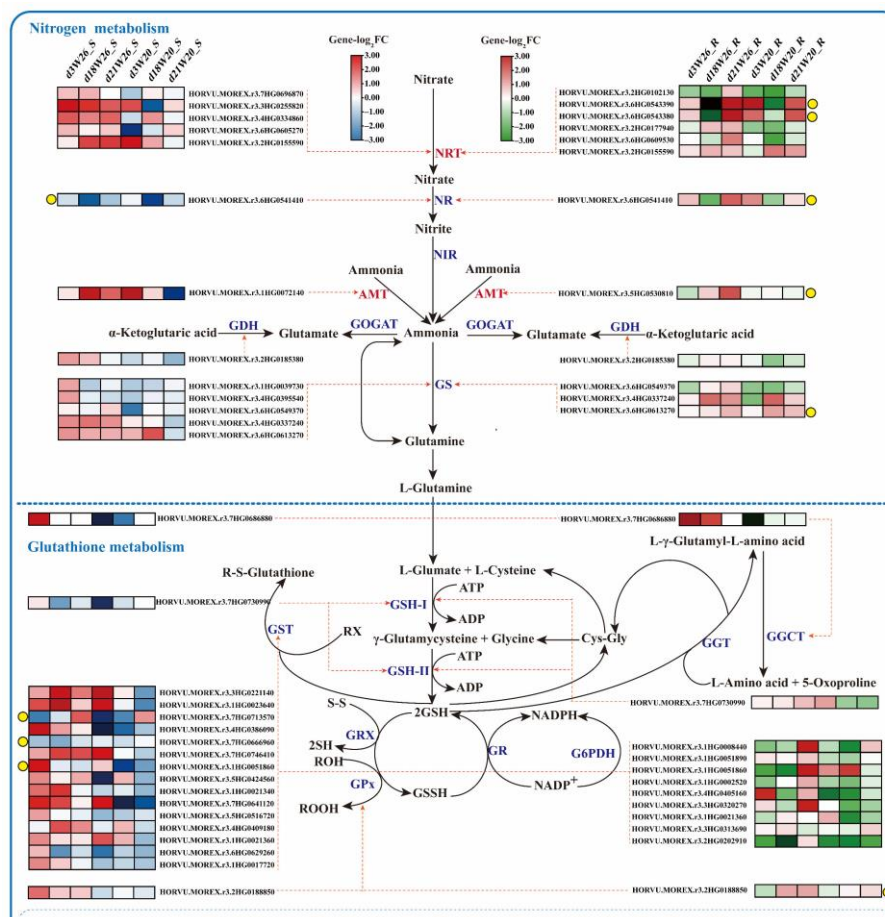 Nitrogen metabolism
d3W26_S
d18W26_S
d21W26_S
d3W20_S
d18W20_S
d21W20_S
Gene-log2FC
3.00
2.00
1.00
0.00
−1.00
−2.00
−3.00
Gene-log2FC
3.00
2.00
1.00
0.00
−1.00
−2.00
−3.00
d3W26_R
d18W26_R
d21W26_R
d3W20_R
d18W20_R
d21W20_R
HORVU.MOREX.r3.7HG0696870
HORVU.MOREX.r3.3HG0255820
HORVU.MOREX.r3.4HG0334860
HORVU.MOREX.r3.6HG0605270
HORVU.MOREX.r3.2HG0155590
Nitrate
NRT
HORVU.MOREX.r3.2HG0102130
HORVU.MOREX.r3.6HG0543390
HORVU.MOREX.r3.6HG0543380
HORVU.MOREX.r3.2HG0177940
HORVU.MOREX.r3.6HG0609530
HORVU.MOREX.r3.2HG0155590
Nitrate
HORVU.MOREX.r3.6HG0541410
NR
HORVU.MOREX.r3.6HG0541410
Nitrite
NIR
Ammonia
Ammonia
HORVU.MOREX.r3.1HG0072140
AMT
AMT
HORVU.MOREX.r3.5HG0530810
α-Ketoglutaric acid
GDH
Glutamate
GOGAT
Ammonia
GOGAT
Glutamate
GDH
α-Ketoglutaric acid
HORVU.MOREX.r3.2HG0185380
HORVU.MOREX.r3.2HG0185380
HORVU.MOREX.r3.1HG0039730
HORVU.MOREX.r3.4HG0395540
HORVU.MOREX.r3.6HG0549370
HORVU.MOREX.r3.4HG0337240
HORVU.MOREX.r3.6HG0613270
GS
HORVU.MOREX.r3.6HG0549370
HORVU.MOREX.r3.4HG0337240
HORVU.MOREX.r3.6HG0613270
Glutamine
L-Glutamine
HORVU.MOREX.r3.7HG0686880
HORVU.MOREX.r3.7HG0686880
Glutathione metabolism
L-γ-Glutamyl-L-amino acid
R-S-Glutathione
L-Glumate + L-Cysteine
HORVU.MOREX.r3.7HG0730990
GSH-I
ATP
ADP
GST
RX
γ-Glutamycysteine + Glycine
Cys-Gly
GGT
GGCT
GSH-II
ATP
ADP
L-Amino acid + 5-Oxoproline
HORVU.MOREX.r3.7HG0730990
HORVU.MOREX.r3.3HG0221140
HORVU.MOREX.r3.1HG0023640
HORVU.MOREX.r3.7HG0713570
HORVU.MOREX.r3.4HG0386090
HORVU.MOREX.r3.7HG0666960
HORVU.MOREX.r3.7HG0746410
HORVU.MOREX.r3.1HG0051860
HORVU.MOREX.r3.5HG0424560
HORVU.MOREX.r3.1HG0021340
HORVU.MOREX.r3.7HG0641120
HORVU.MOREX.r3.5HG0516720
HORVU.MOREX.r3.4HG0409180
HORVU.MOREX.r3.1HG0021360
HORVU.MOREX.r3.6HG0629260
HORVU.MOREX.r3.1HG0017720
S-S
2GSH
NADPH
GRX
2SH
GR
G6PDH
ROH
GPx
NADP+
ROOH
GSSH
HORVU.MOREX.r3.1HG0008440
HORVU.MOREX.r3.1HG0051890
HORVU.MOREX.r3.1HG0051860
HORVU.MOREX.r3.1HG0002520
HORVU.MOREX.r3.4HG0405160
HORVU.MOREX.r3.3HG0320270
HORVU.MOREX.r3.1HG0021360
HORVU.MOREX.r3.3HG0313690
HORVU.MOREX.r3.2HG0202910
HORVU.MOREX.r3.2HG0188850
HORVU.MOREX.r3.2HG0188850